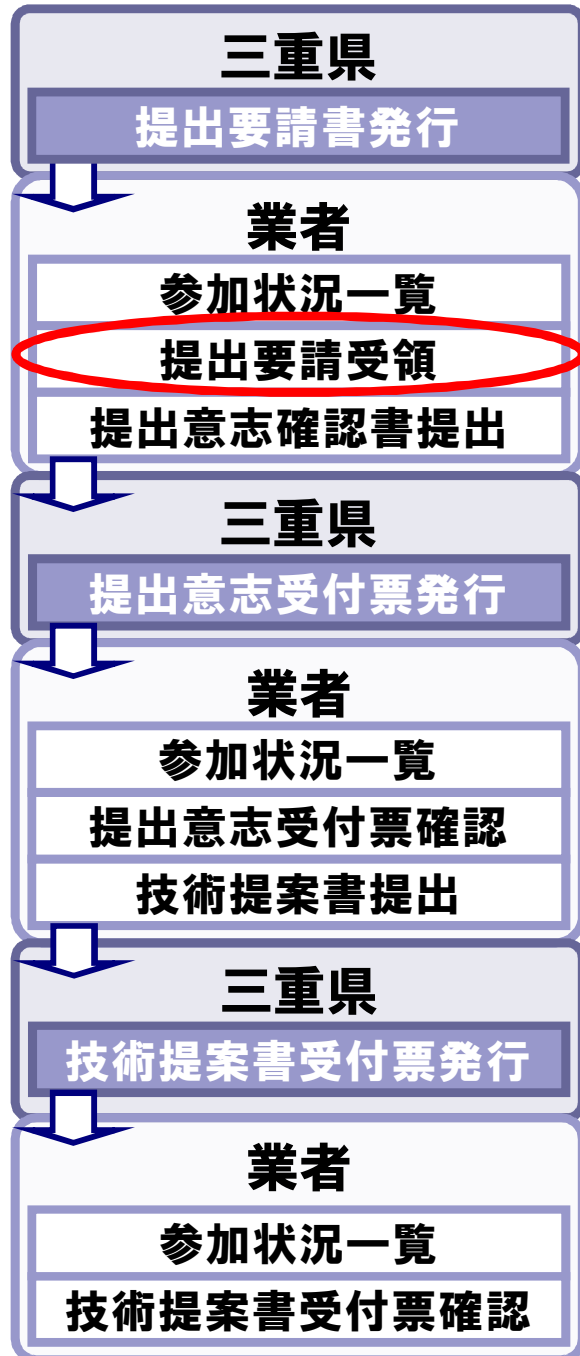 三重県
提出要請書発行
業者
参加状況一覧
提出要請受領
提出意志確認書提出
三重県
提出意志受付票発行
業者
参加状況一覧
提出意志受付票確認
技術提案書提出
三重県
技術提案書受付票発行
業者
参加状況一覧
技術提案書受付票確認